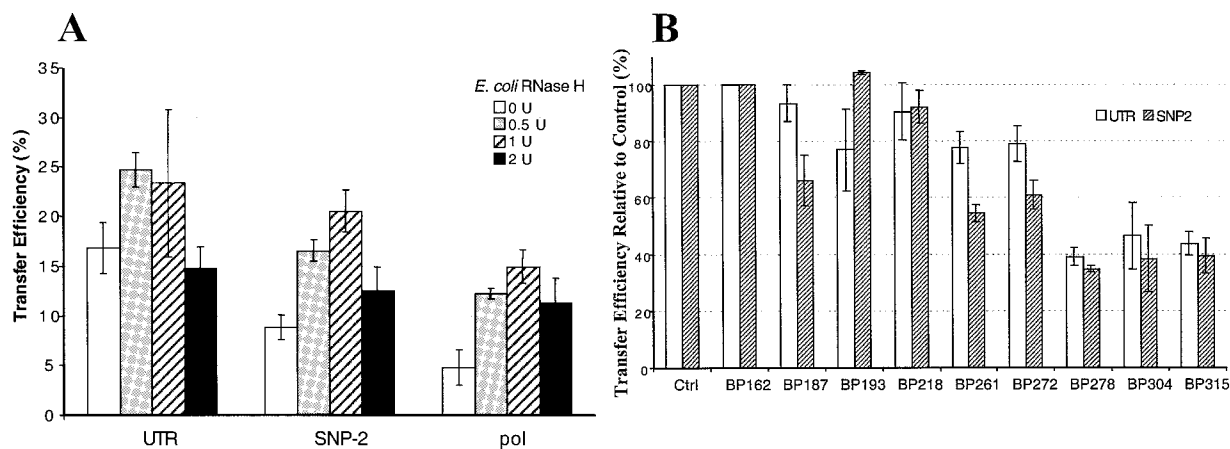 A
Transfer Efficiency (%)
35
30
25
20
15
10
5
0
E. coli RNase H
0 U
0.5 U
1 U
2 U
UTR SNP-2 pol
B
Transfer Efficiency Relative to Control (%)
100
80
60
40
20
0
UTR SNP2
Ctrl BP162 BP187 BP193 BP218 BP261 BP272 BP278 BP304 BP315